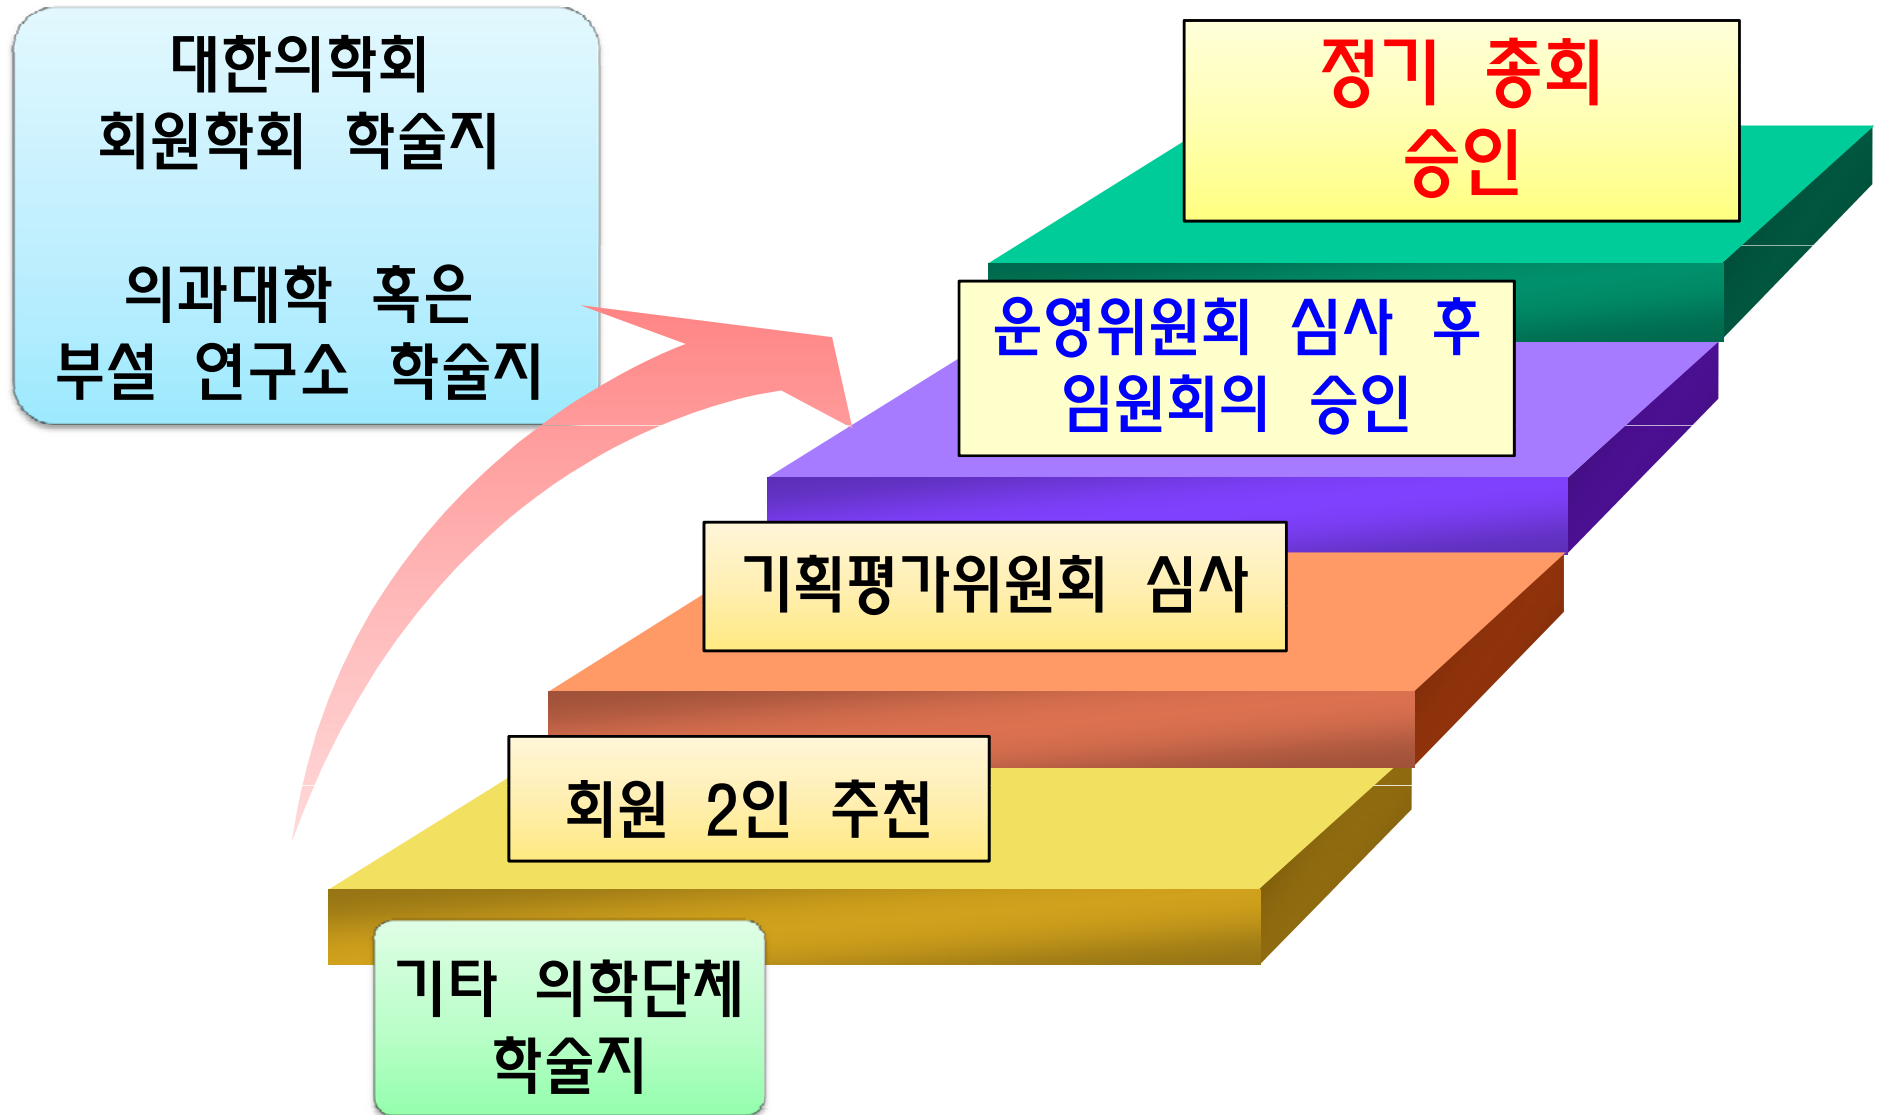 대한의학회
회원학회 학술지
의과대학 혹은
부설 연구소 학술지
정기 총회
승인
운영위원회 심사 후
임원회의 승인
기획평가위원회 심사
회원 2인 추천
기타 의학단체
학술지